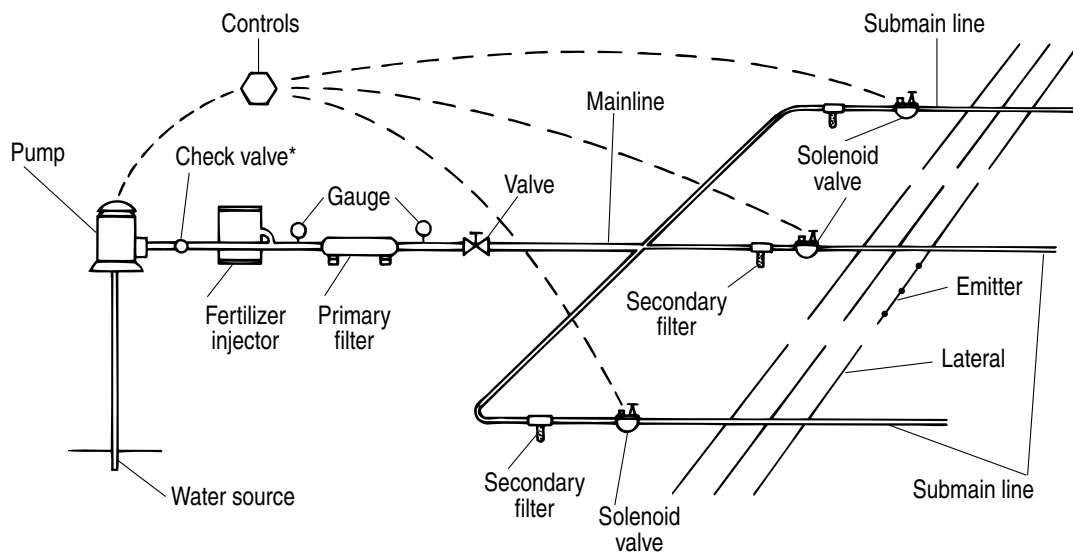 Controls
Submain line
Mainline
Pump
Check valve*
Gauge
Valve
Solenoid
valve
Fertilizer
injector
Primary
filter
Secondary
filter
Emitter
Lateral
Water source
Secondary
filter
Solenoid
valve
Submain line